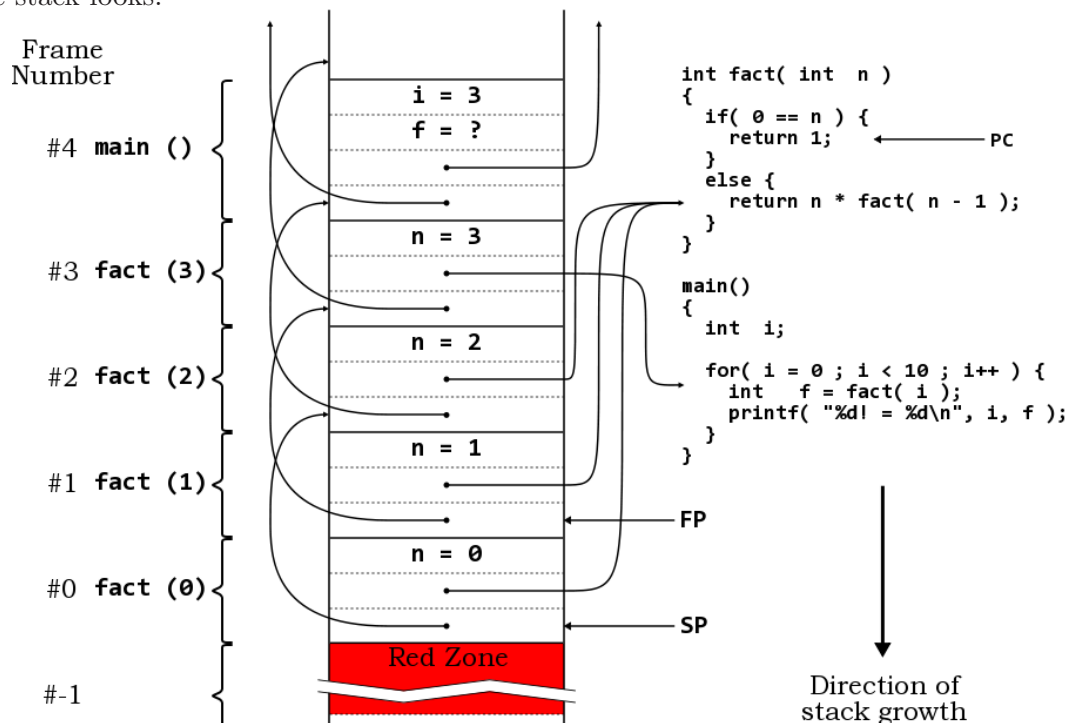 e stack looks.
Frame
Number
i = 3
f = ?
#4 main ()
n = 3
#3 fact (3)
n = 2
#2 fact (2)
n = 1
#1 fact (1)
n = 0
#0 fact (0)
Red Zone
#-1
int fact( int  n )
{
  if( 0 == n ) {
    return 1;
PC
  }
  else {
    return n * fact( n - 1 );
  }
}
main()
{
  int  i;
  for( i = 0 ; i < 10 ; i++ ) {
    int   f = fact( i );
    printf( "%d! = %d\n", i, f );
  }
}
FP
SP
Direction of
stack growth